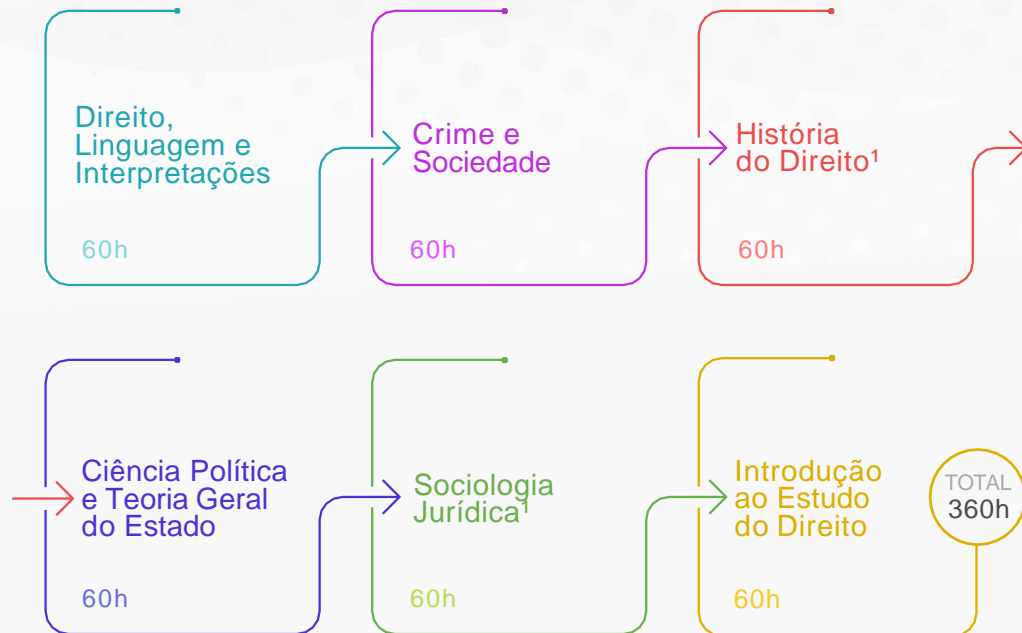 Direito,
Linguagem e
Interpretações
60h
Crime e
Sociedade
60h
História
do Direito¹
60h
Ciência Política
e Teoria Geral
do Estado
60h
Sociologia
Jurídica¹
60h
Introdução
ao Estudo
do Direito
60h
TOTAL
360h